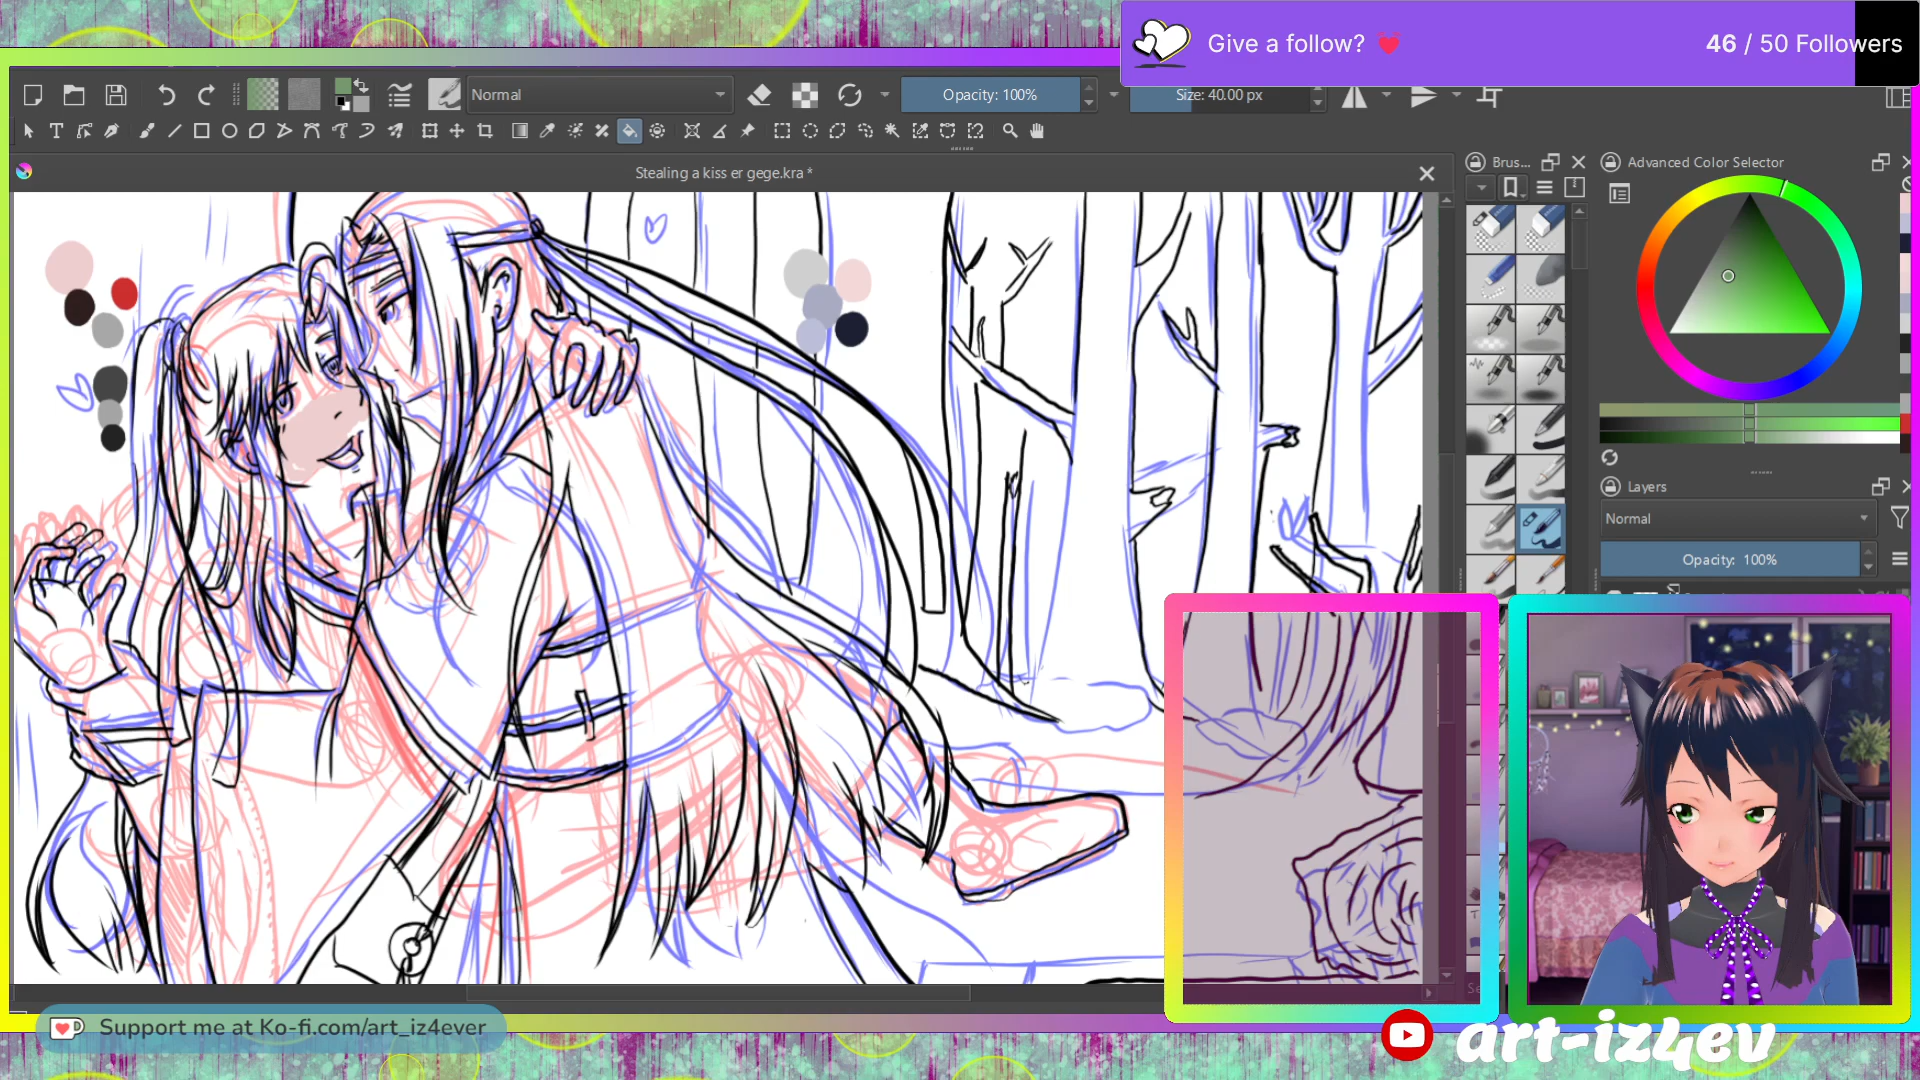 Give a follow?
46 / 50 Followers
Normal
Opacity: 100%
Size: 40.00 px
Stealing a kiss er gege.kra *
Brus...
Advanced Color Selector
Layers
Normal
Opacity: 100%
Support me at Ko-fi.com/art_iz4ever
art-iz4ev